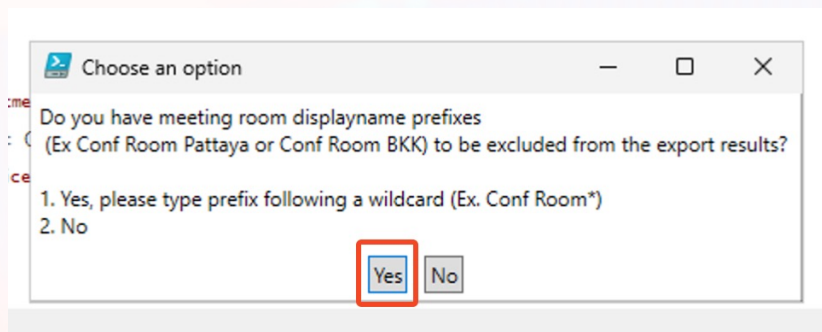 Choose an option
Do you have meeting room displayname prefixes
(Ex Conf Room Pattaya or Conf Room BKK) to be excluded from the export results?
1. Yes, please type prefix following a wildcard (Ex. Conf Room*)
2. No
Yes No